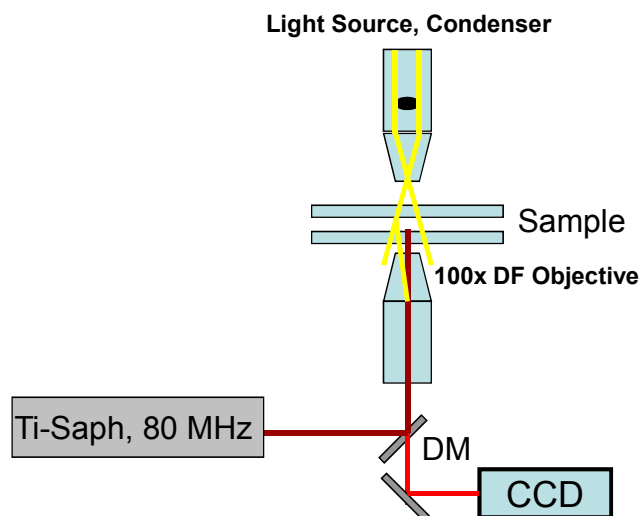 Light Source, Condenser
Sample
100x DF Objective
Ti-Saph, 80 MHz
DM
CCD